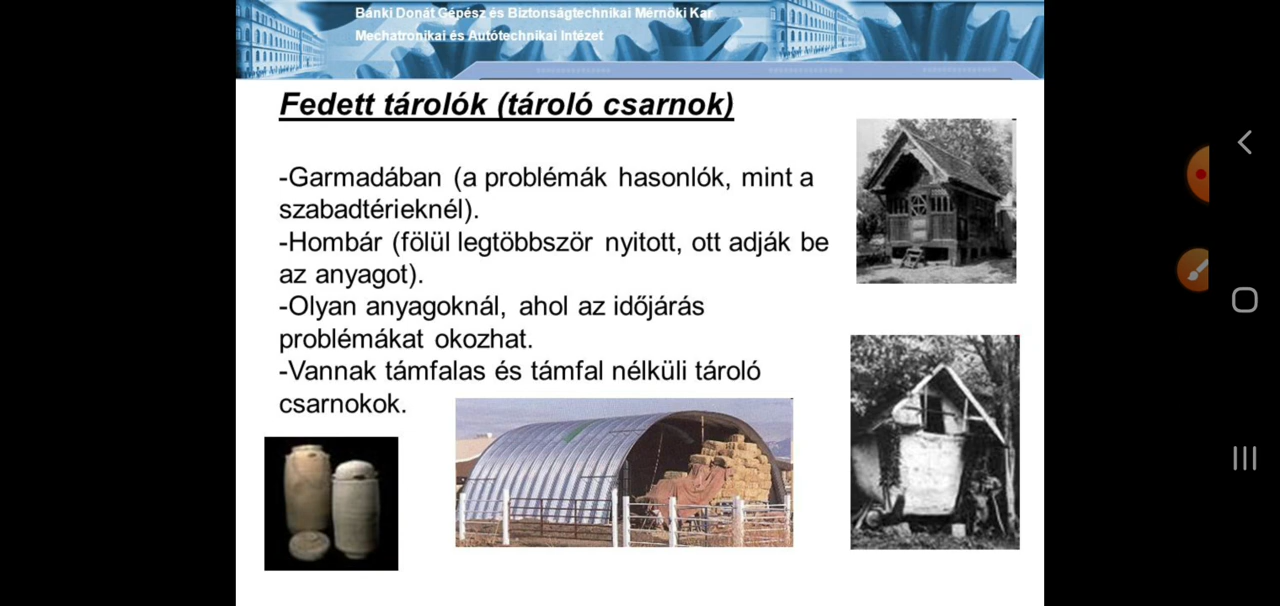 Bánki Donát Gépész és Biztonságtechnikai Mérnöki Kar
Mechatronikai és Autótechnikai Intézet
Fedett tárolók (tároló csarnok)
-Garmadában (a problémák hasonlók, mint a
szabadtérieknél).
-Hombár (fölül legtöbbször nyitott, ott adják be
az anyagot).
-Olyan anyagoknál, ahol az időjárás
problémákat okozhat.
-Vannak támfalas és támfal nélküli tároló
csarnokok.